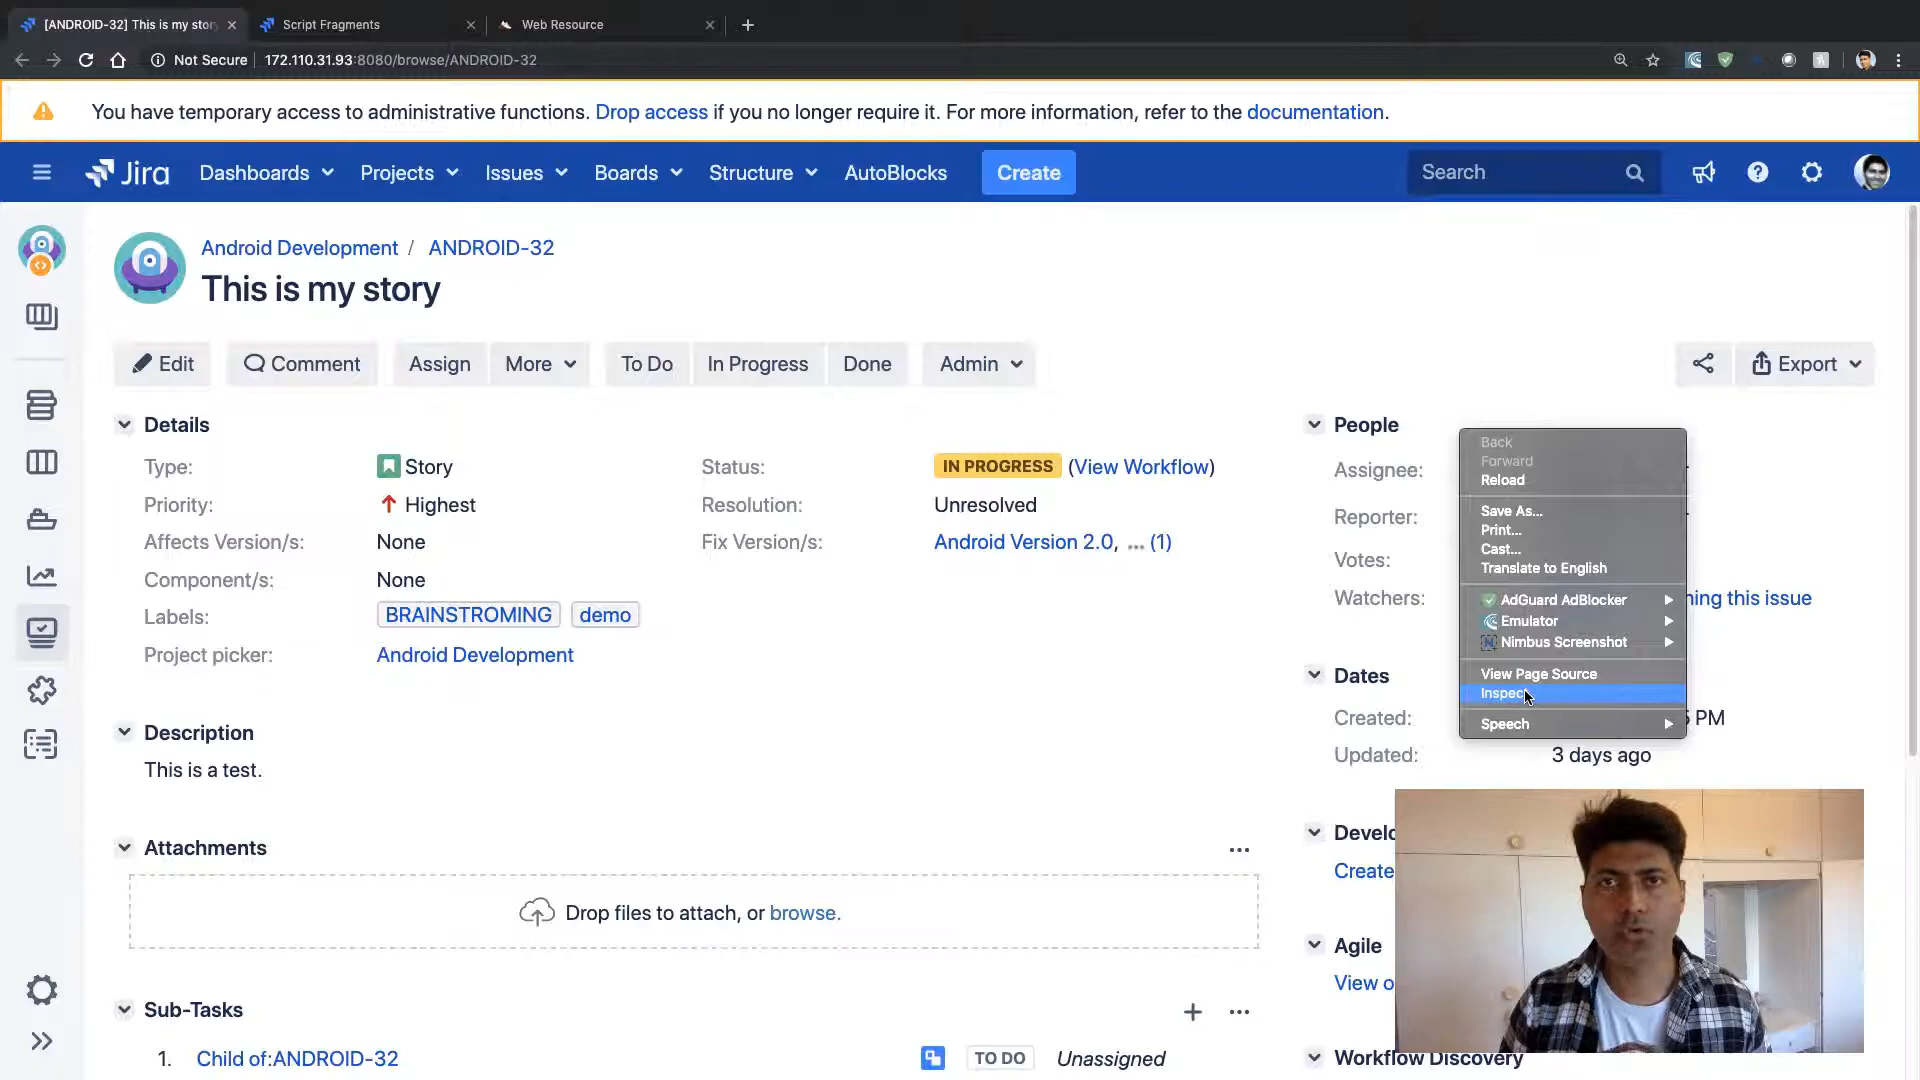 [ANDROID-32] This is my stor
Script Fragments
Web Resource
Not Secure
172.110.31.93:8080/browse/ANDROID-32
You have temporary access to administrative functions. Drop access if you no longer require it. For more information, refer to the documentation.
Jira
Dashboards
Projects
Issues
Boards
Structure
AutoBlocks
Create
Search
Android Development / ANDROID-32
This is my story
Edit
Comment
Assign
More
To Do
In Progress
Done
Admin
Export
Details
Type: Story
Status: IN PROGRESS (View Workflow)
Priority: Highest
Resolution: Unresolved
Affects Version/s: None
Fix Version/s: Android Version 2.0, ... (1)
Component/s: None
Labels: BRAINSTROMING demo
Project picker: Android Development
Description
This is a test.
Attachments
Drop files to attach, or browse.
Sub-Tasks
1. Child of:ANDROID-32 TO DO Unassigned
People
Assignee:
Reporter:
Votes:
Watchers: this issue
Dates
Created: PM
Updated: 3 days ago
Create
Agile
View
Workflow Discovery
Back
Forward
Reload
Save As...
Print...
Cast...
Translate to English
AdGuard AdBlocker
Emulator
Nimbus Screenshot
View Page Source
Inspec
Speech